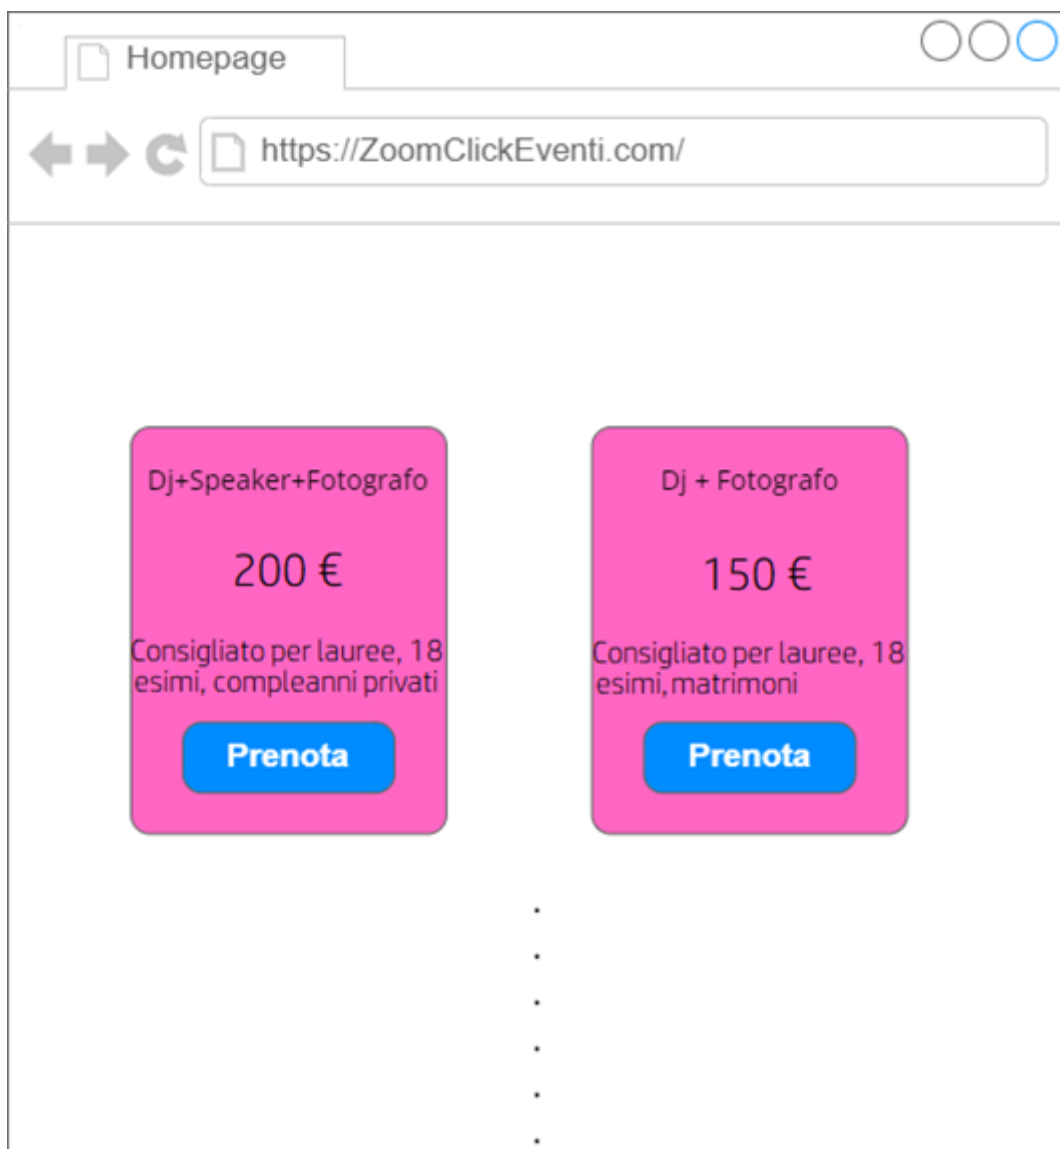 Homepage
https://ZoomClickEventi.com/
Dj+Speaker+Fotografo
200 €
Consigliato per lauree, 18
esimi, compleanni privati
Prenota
Dj + Fotografo
150 €
Consigliato per lauree, 18
esimi, matrimoni
Prenota
.
.
.
.
.
.